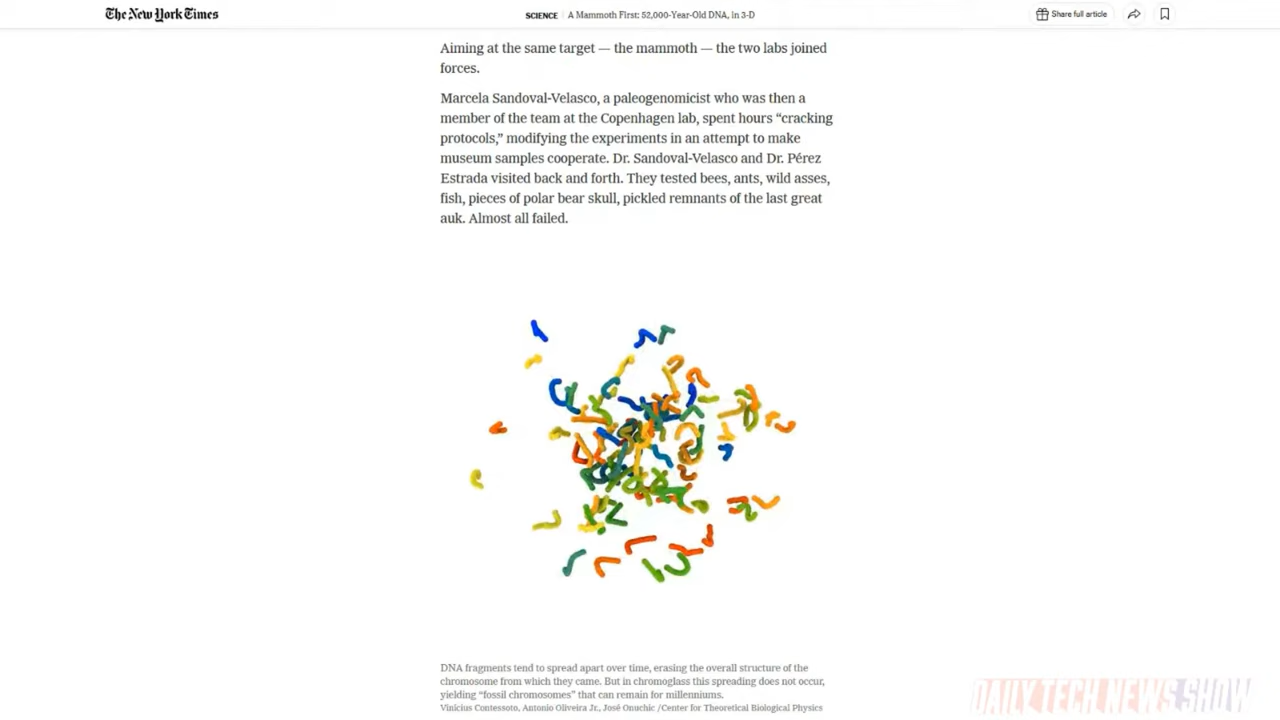 The New York Times
SCIENCE | A Mammoth First: 52,000-Year-Old DNA, in 3-D
Share full article
Aiming at the same target — the mammoth — the two labs joined
forces.
Marcela Sandoval-Velasco, a paleogenomicist who was then a
member of the team at the Copenhagen lab, spent hours “cracking
protocols,” modifying the experiments in an attempt to make
museum samples cooperate. Dr. Sandoval-Velasco and Dr. Pérez
Estrada visited back and forth. They tested bees, ants, wild asses,
fish, pieces of polar bear skull, pickled remnants of the last great
auk. Almost all failed.
DNA fragments tend to spread apart over time, erasing the overall structure of the
chromosome from which they came. But in chromoglass this spreading does not occur,
yielding “fossil chromosomes” that can remain for millenniums.
Vinícius Contessoto, Antonio Oliveira Jr., José Onuchic /Center for Theoretical Biological Physics
DAILY TECH NEWS SHOW